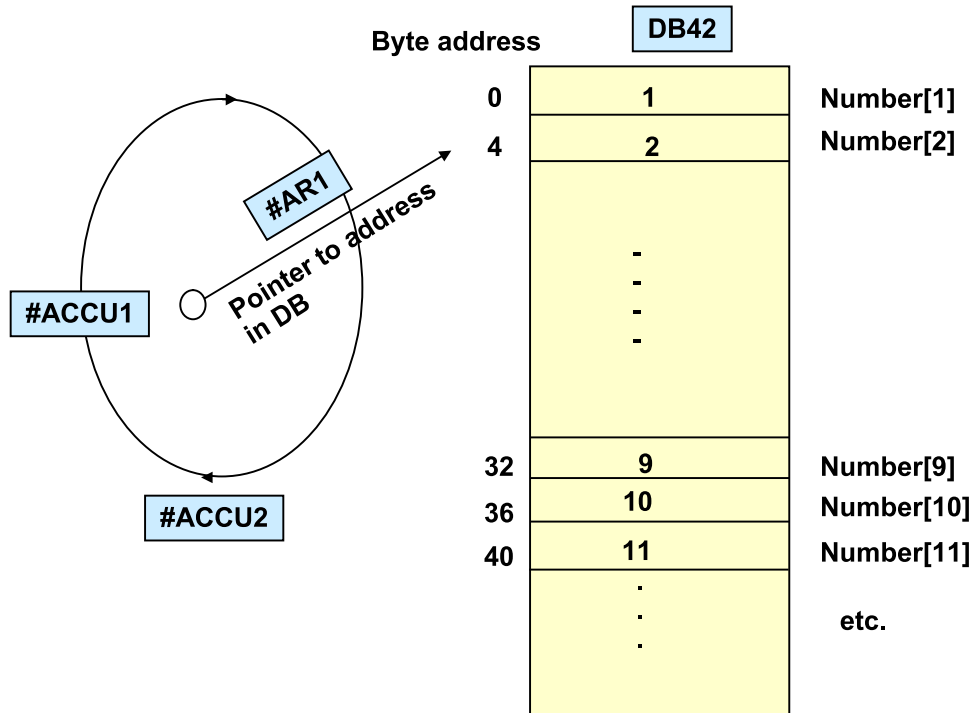 Byte address
DB42
0 1 Number[1]
4 2 Number[2]
#AR1
Pointer to address
in DB
#ACCU1
-
-
-
-
32 9 Number[9]
36 10 Number[10]
#ACCU2
40 11 Number[11]
.
.
.
etc.